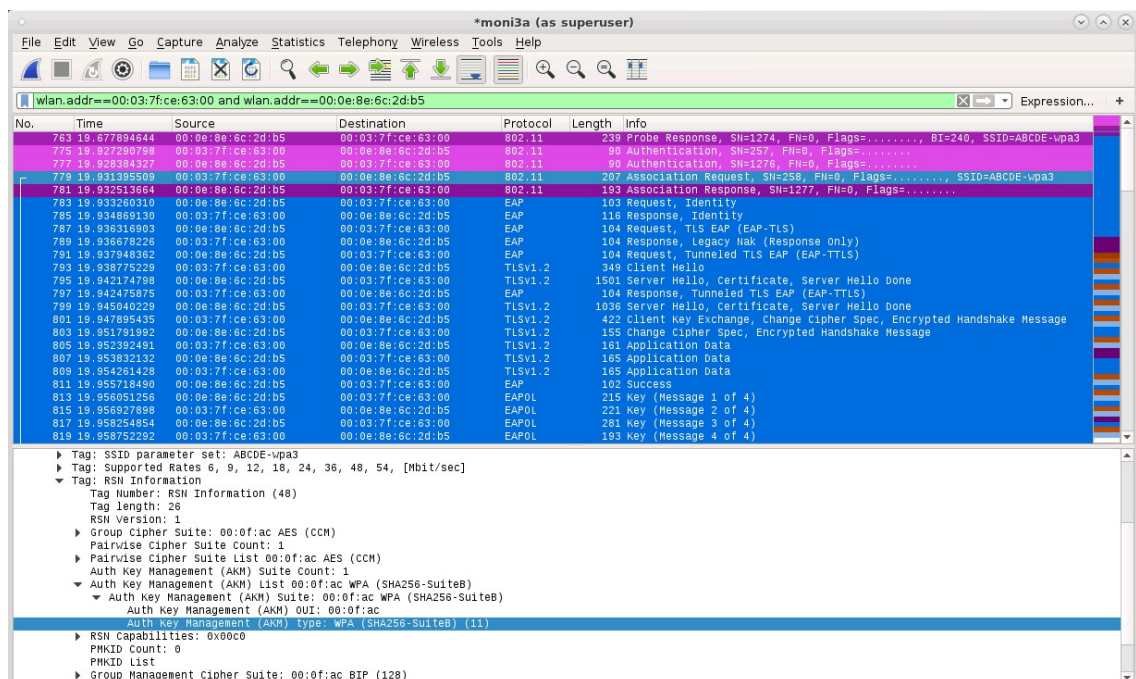 *moni3a (as superuser)
File Edit View Go Capture Analyze Statistics Telephony Wireless Tools Help
wlan.addr==00:03:7f:ce:63:00 and wlan.addr==00:0e:8e:6c:2d:b5 Expression... +
No. Time Source Destination Protocol Length Info
763 19.677894644 00:0e:8e:6c:2d:b5 00:03:7f:ce:63:00 802.11 239 Probe Response, SN=1274, FN=0, Flags=........, BI=240, SSID=ABCDE-wpa3
775 19.927290798 00:03:7f:ce:63:00 00:0e:8e:6c:2d:b5 802.11 90 Authentication, SN=257, FN=0, Flags=........
777 19.928384327 00:0e:8e:6c:2d:b5 00:03:7f:ce:63:00 802.11 90 Authentication, SN=1276, FN=0, Flags=........
779 19.931395509 00:03:7f:ce:63:00 00:0e:8e:6c:2d:b5 802.11 207 Association Request, SN=258, FN=0, Flags=........, SSID=ABCDE-wpa3
781 19.932513664 00:0e:8e:6c:2d:b5 00:03:7f:ce:63:00 802.11 193 Association Response, SN=1277, FN=0, Flags=........
783 19.933260310 00:0e:8e:6c:2d:b5 00:03:7f:ce:63:00 EAP 103 Request, Identity
785 19.934869130 00:03:7f:ce:63:00 00:0e:8e:6c:2d:b5 EAP 116 Response, Identity
787 19.936316903 00:0e:8e:6c:2d:b5 00:03:7f:ce:63:00 EAP 104 Request, TLS EAP (EAP-TLS)
789 19.936678226 00:03:7f:ce:63:00 00:0e:8e:6c:2d:b5 EAP 104 Response, Legacy Nak (Response Only)
791 19.937948362 00:0e:8e:6c:2d:b5 00:03:7f:ce:63:00 EAP 104 Request, Tunneled TLS EAP (EAP-TTLS)
793 19.938775229 00:03:7f:ce:63:00 00:0e:8e:6c:2d:b5 TLSv1.2 349 Client Hello
795 19.942174798 00:0e:8e:6c:2d:b5 00:03:7f:ce:63:00 TLSv1.2 1501 Server Hello, Certificate, Server Hello Done
797 19.942475875 00:03:7f:ce:63:00 00:0e:8e:6c:2d:b5 EAP 104 Response, Tunneled TLS EAP (EAP-TTLS)
799 19.945040229 00:0e:8e:6c:2d:b5 00:03:7f:ce:63:00 TLSv1.2 1036 Server Hello, Certificate, Server Hello Done
801 19.947895435 00:03:7f:ce:63:00 00:0e:8e:6c:2d:b5 TLSv1.2 422 Client Key Exchange, Change Cipher Spec, Encrypted Handshake Message
803 19.951791992 00:0e:8e:6c:2d:b5 00:03:7f:ce:63:00 TLSv1.2 155 Change Cipher Spec, Encrypted Handshake Message
805 19.952392491 00:03:7f:ce:63:00 00:0e:8e:6c:2d:b5 TLSv1.2 161 Application Data
807 19.953832132 00:0e:8e:6c:2d:b5 00:03:7f:ce:63:00 TLSv1.2 165 Application Data
809 19.954261428 00:03:7f:ce:63:00 00:0e:8e:6c:2d:b5 TLSv1.2 165 Application Data
811 19.955718490 00:0e:8e:6c:2d:b5 00:03:7f:ce:63:00 EAP 102 Success
813 19.956051256 00:0e:8e:6c:2d:b5 00:03:7f:ce:63:00 EAPOL 215 Key (Message 1 of 4)
815 19.956927898 00:03:7f:ce:63:00 00:0e:8e:6c:2d:b5 EAPOL 221 Key (Message 2 of 4)
817 19.958254854 00:0e:8e:6c:2d:b5 00:03:7f:ce:63:00 EAPOL 281 Key (Message 3 of 4)
819 19.958752292 00:03:7f:ce:63:00 00:0e:8e:6c:2d:b5 EAPOL 193 Key (Message 4 of 4)
Tag: SSID parameter set: ABCDE-wpa3
Tag: Supported Rates 6, 9, 12, 18, 24, 36, 48, 54, [Mbit/sec]
Tag: RSN Information
Tag Number: RSN Information (48)
Tag length: 26
RSN Version: 1
Group Cipher Suite: 00:0f:ac AES (CCM)
Pairwise Cipher Suite Count: 1
Pairwise Cipher Suite List 00:0f:ac AES (CCM)
Auth Key Management (AKM) Suite Count: 1
Auth Key Management (AKM) List 00:0f:ac WPA (SHA256-SuiteB)
Auth Key Management (AKM) Suite: 00:0f:ac WPA (SHA256-SuiteB)
Auth Key Management (AKM) OUI: 00:0f:ac
Auth Key Management (AKM) type: WPA (SHA256-SuiteB) (11)
RSN Capabilities: 0x00c0
PMKID Count: 0
PMKID List
Group Management Cipher Suite: 00:0f:ac BIP (128)